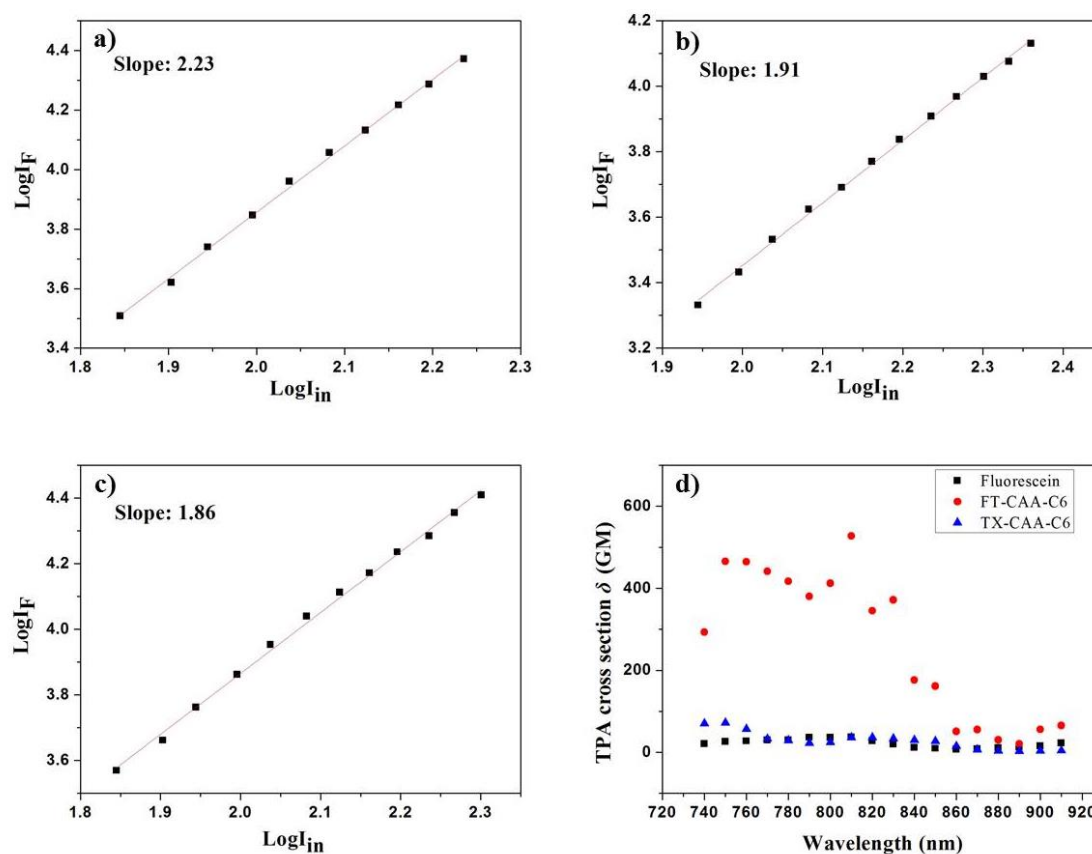 a)
Slope: 2.23
LogI_F
4.4
4.2
4.0
3.8
3.6
3.4
1.8 1.9 2.0 2.1 2.2 2.3
LogI_in
b)
Slope: 1.91
LogI_F
4.2
4.0
3.8
3.6
3.4
3.2
1.9 2.0 2.1 2.2 2.3 2.4
LogI_in
c)
Slope: 1.86
LogI_F
4.4
4.2
4.0
3.8
3.6
1.8 1.9 2.0 2.1 2.2 2.3
LogI_in
d)
Fluorescein
FT-CAA-C6
TX-CAA-C6
TPA cross section δ (GM)
600
400
200
0
720 740 760 780 800 820 840 860 880 900 920
Wavelength (nm)